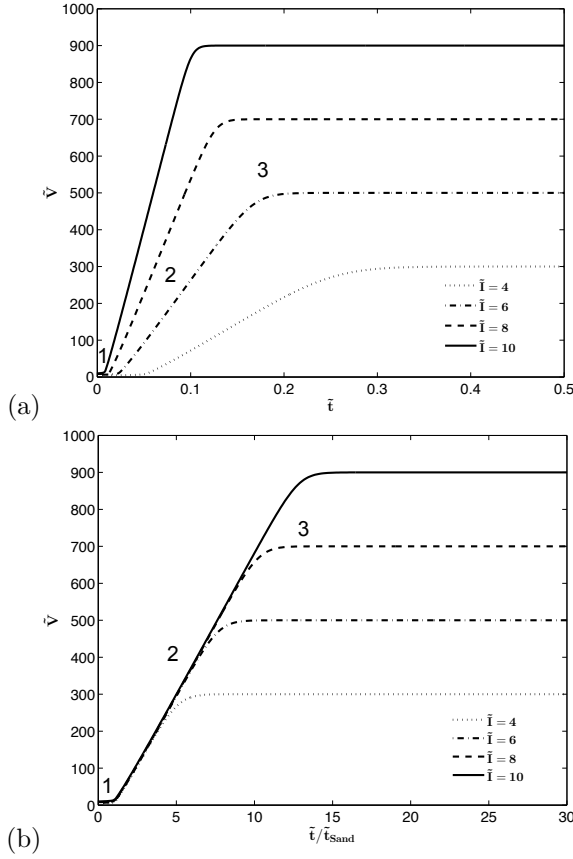 1000
900
800
700
600
500
400
300
200
100
0
Ṽ
1
2
3
Ĩ = 4
Ĩ = 6
Ĩ = 8
Ĩ = 10
0 0.1 0.2 0.3 0.4 0.5
t̃
(a)
1000
900
800
700
600
500
400
300
200
100
0
Ṽ
1
2
3
Ĩ = 4
Ĩ = 6
Ĩ = 8
Ĩ = 10
0 5 10 15 20 25 30
t̃/t̃Sand
(b)